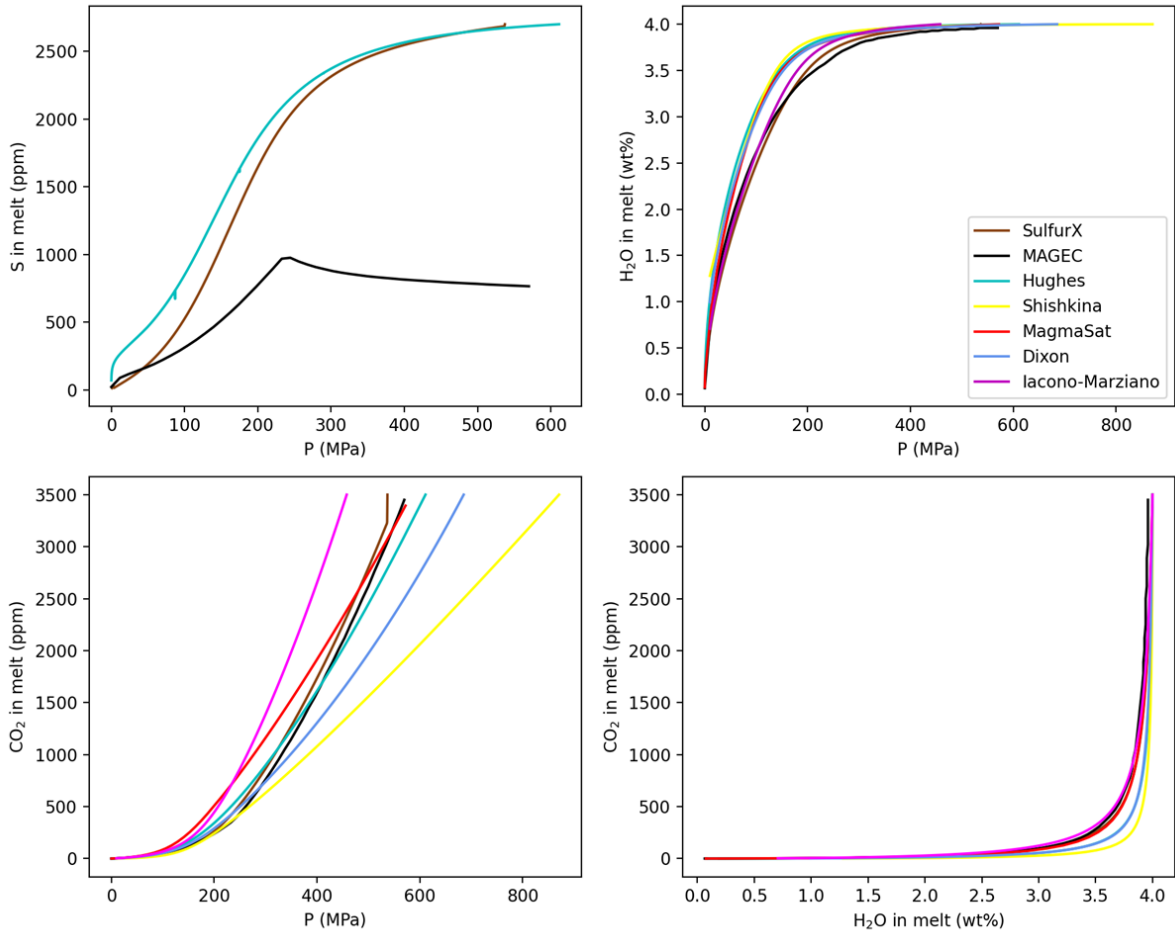 2500
2000
1500
1000
500
0
S in melt (ppm)
0 100 200 300 400 500 600
P (MPa)
4.0
3.5
3.0
2.5
2.0
1.5
1.0
0.5
0.0
H₂O in melt (wt%)
SulfurX
MAGEC
Hughes
Shishkina
MagmaSat
Dixon
Iacono-Marziano
0 200 400 600 800
P (MPa)
3500
3000
2500
2000
1500
1000
500
0
CO₂ in melt (ppm)
0 200 400 600 800
P (MPa)
3500
3000
2500
2000
1500
1000
500
0
CO₂ in melt (ppm)
0.0 0.5 1.0 1.5 2.0 2.5 3.0 3.5 4.0
H₂O in melt (wt%)